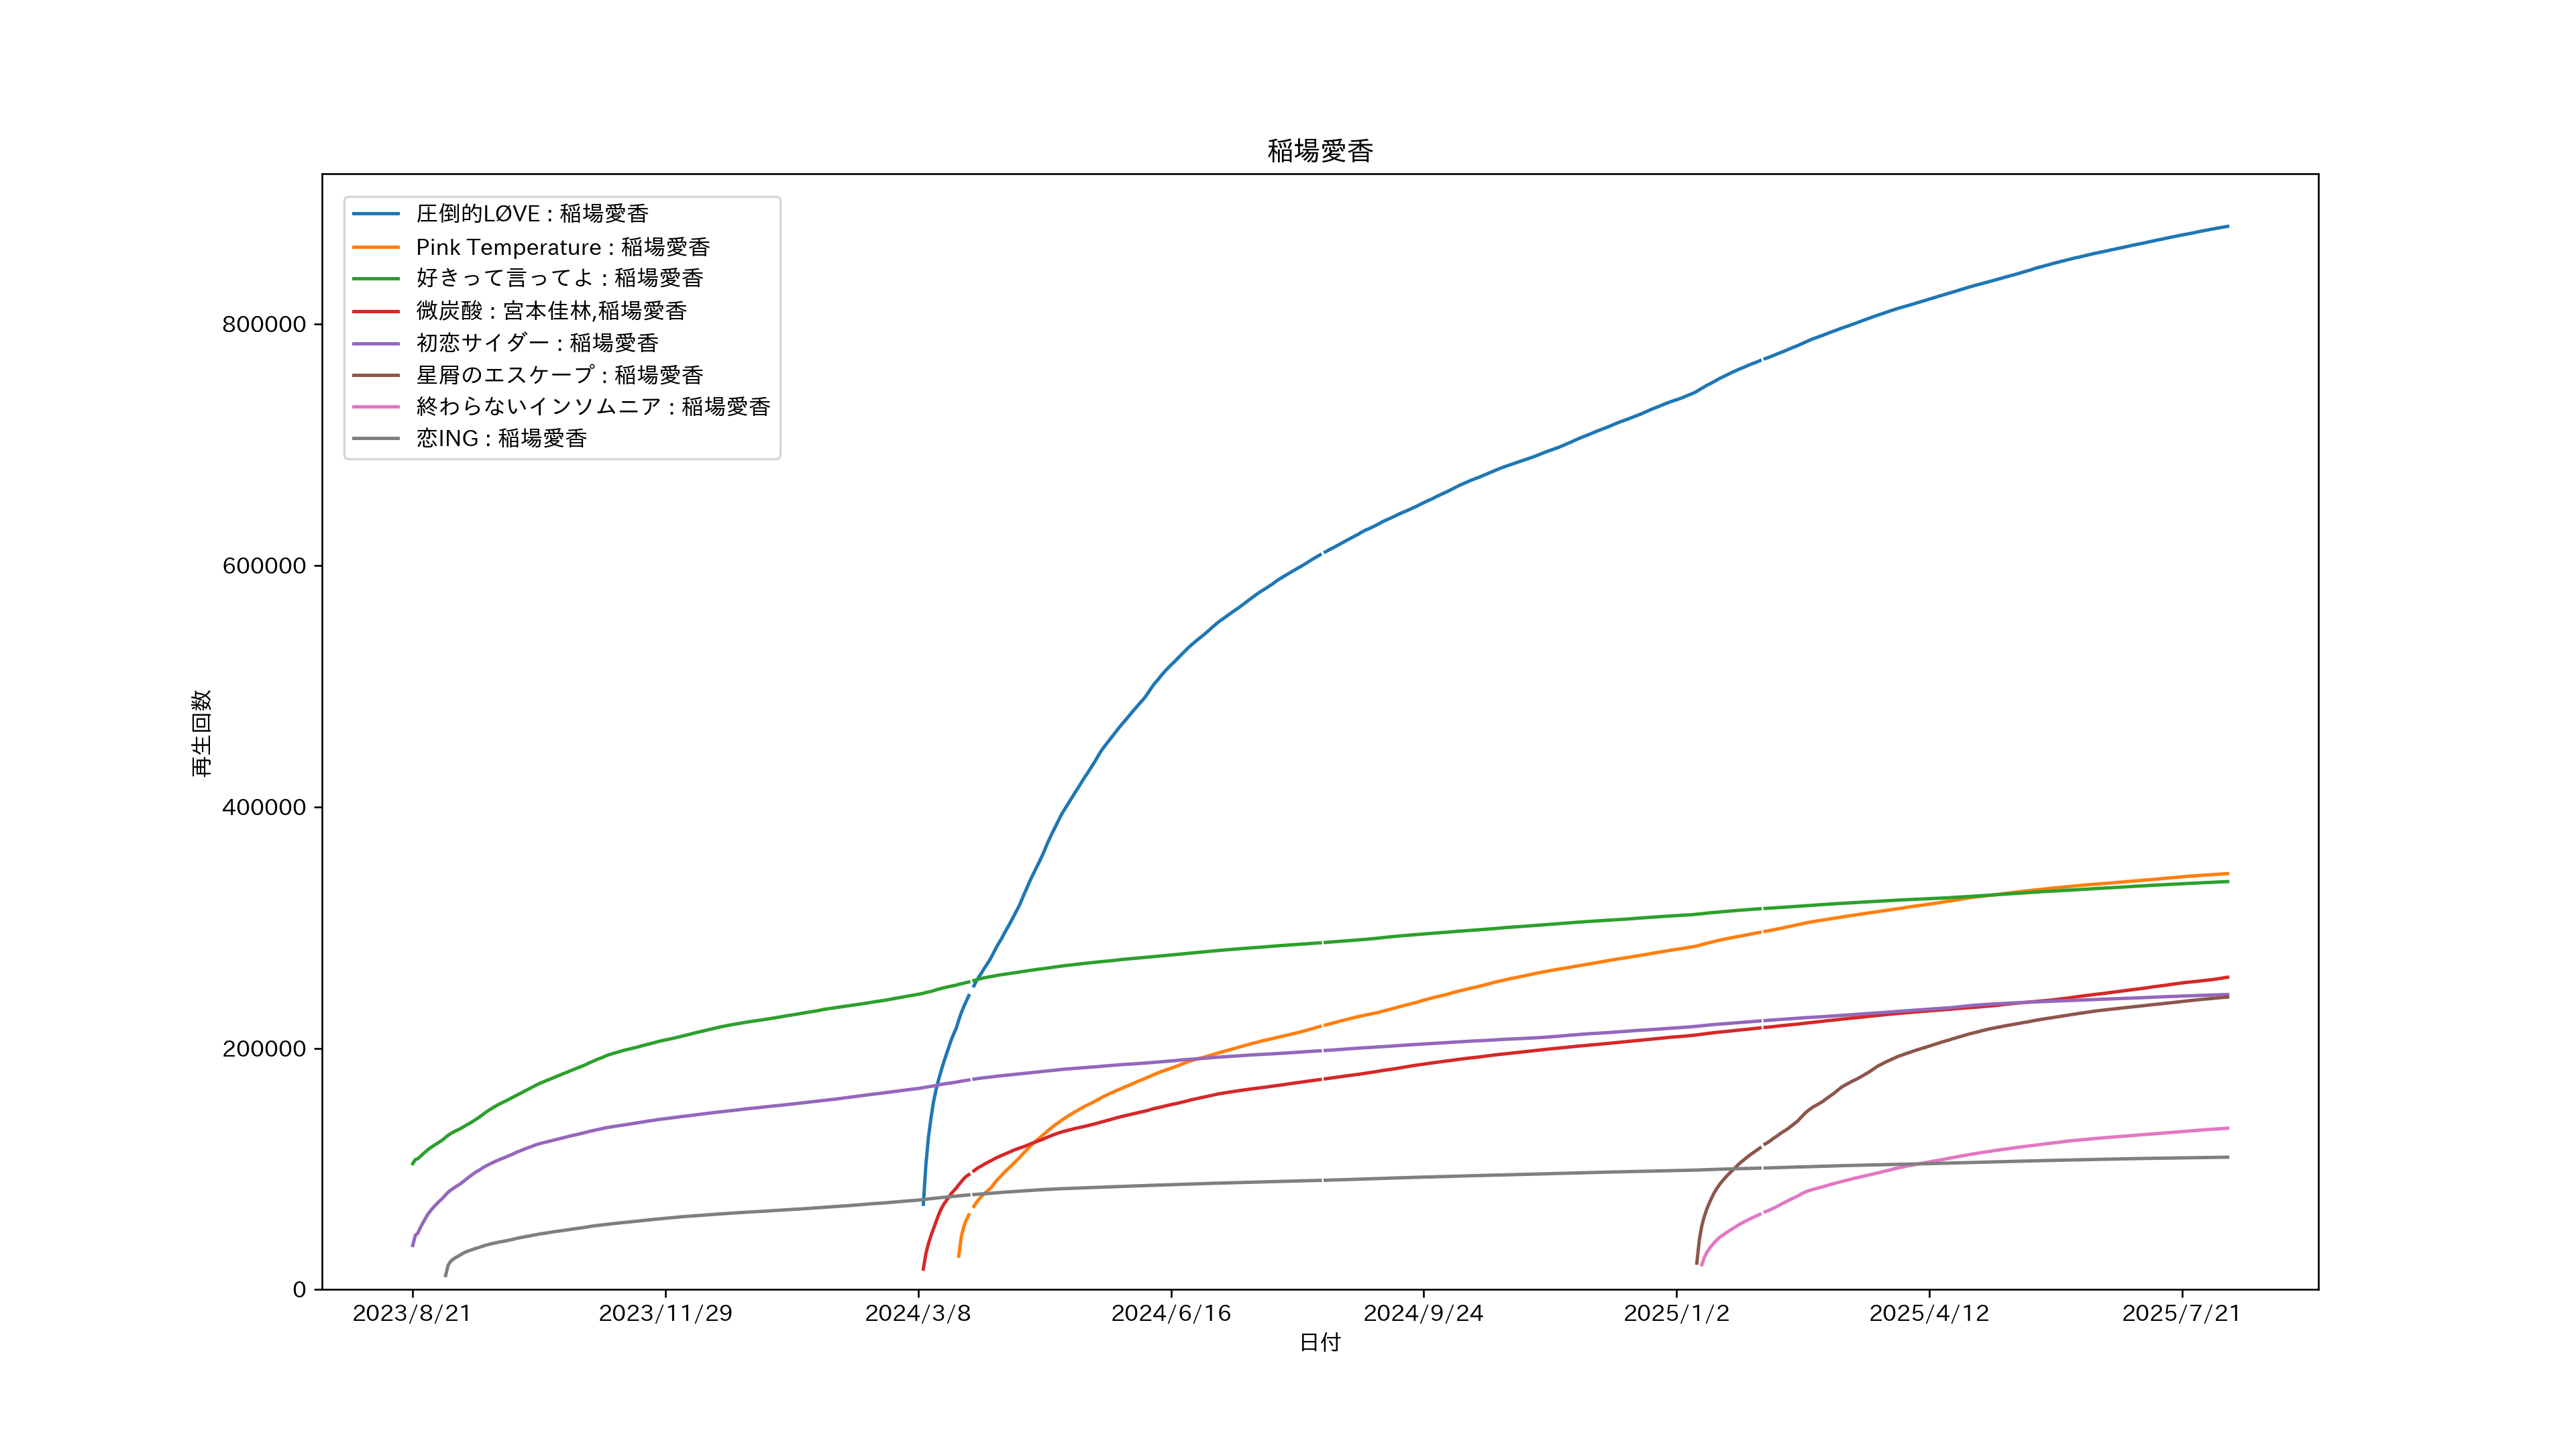 稲場愛香
圧倒的LØVE : 稲場愛香
Pink Temperature : 稲場愛香
好きって言ってよ : 稲場愛香
微炭酸 : 宮本佳林,稲場愛香
初恋サイダー : 稲場愛香
星屑のエスケープ : 稲場愛香
終わらないインソムニア : 稲場愛香
恋ING : 稲場愛香
800000
600000
400000
200000
0
再生回数
2023/8/21
2023/11/29
2024/3/8
2024/6/16
2024/9/24
2025/1/2
2025/4/12
2025/7/21
日付